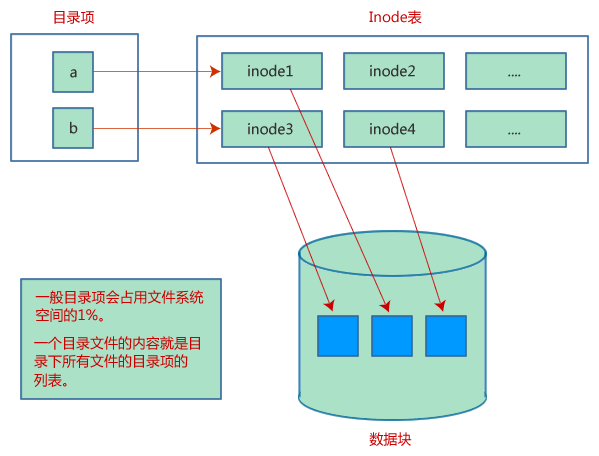 目录项
Inode表
a
inode1
inode2
....
b
inode3
inode4
....
一般目录项会占用文件系统
空间的1%。
一个目录文件的内容就是目
录下所有文件的目录项的
列表。
数据块